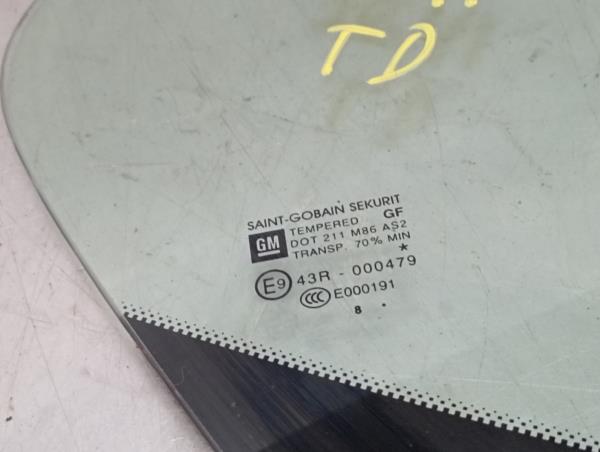 TD
SAINT-GOBAIN SEKURIT
TEMPERED GF
GM DOT 211 M86 AS2
TRANSP. 70% MIN
E9 43R - 000479 *
CCC E000191
8 .